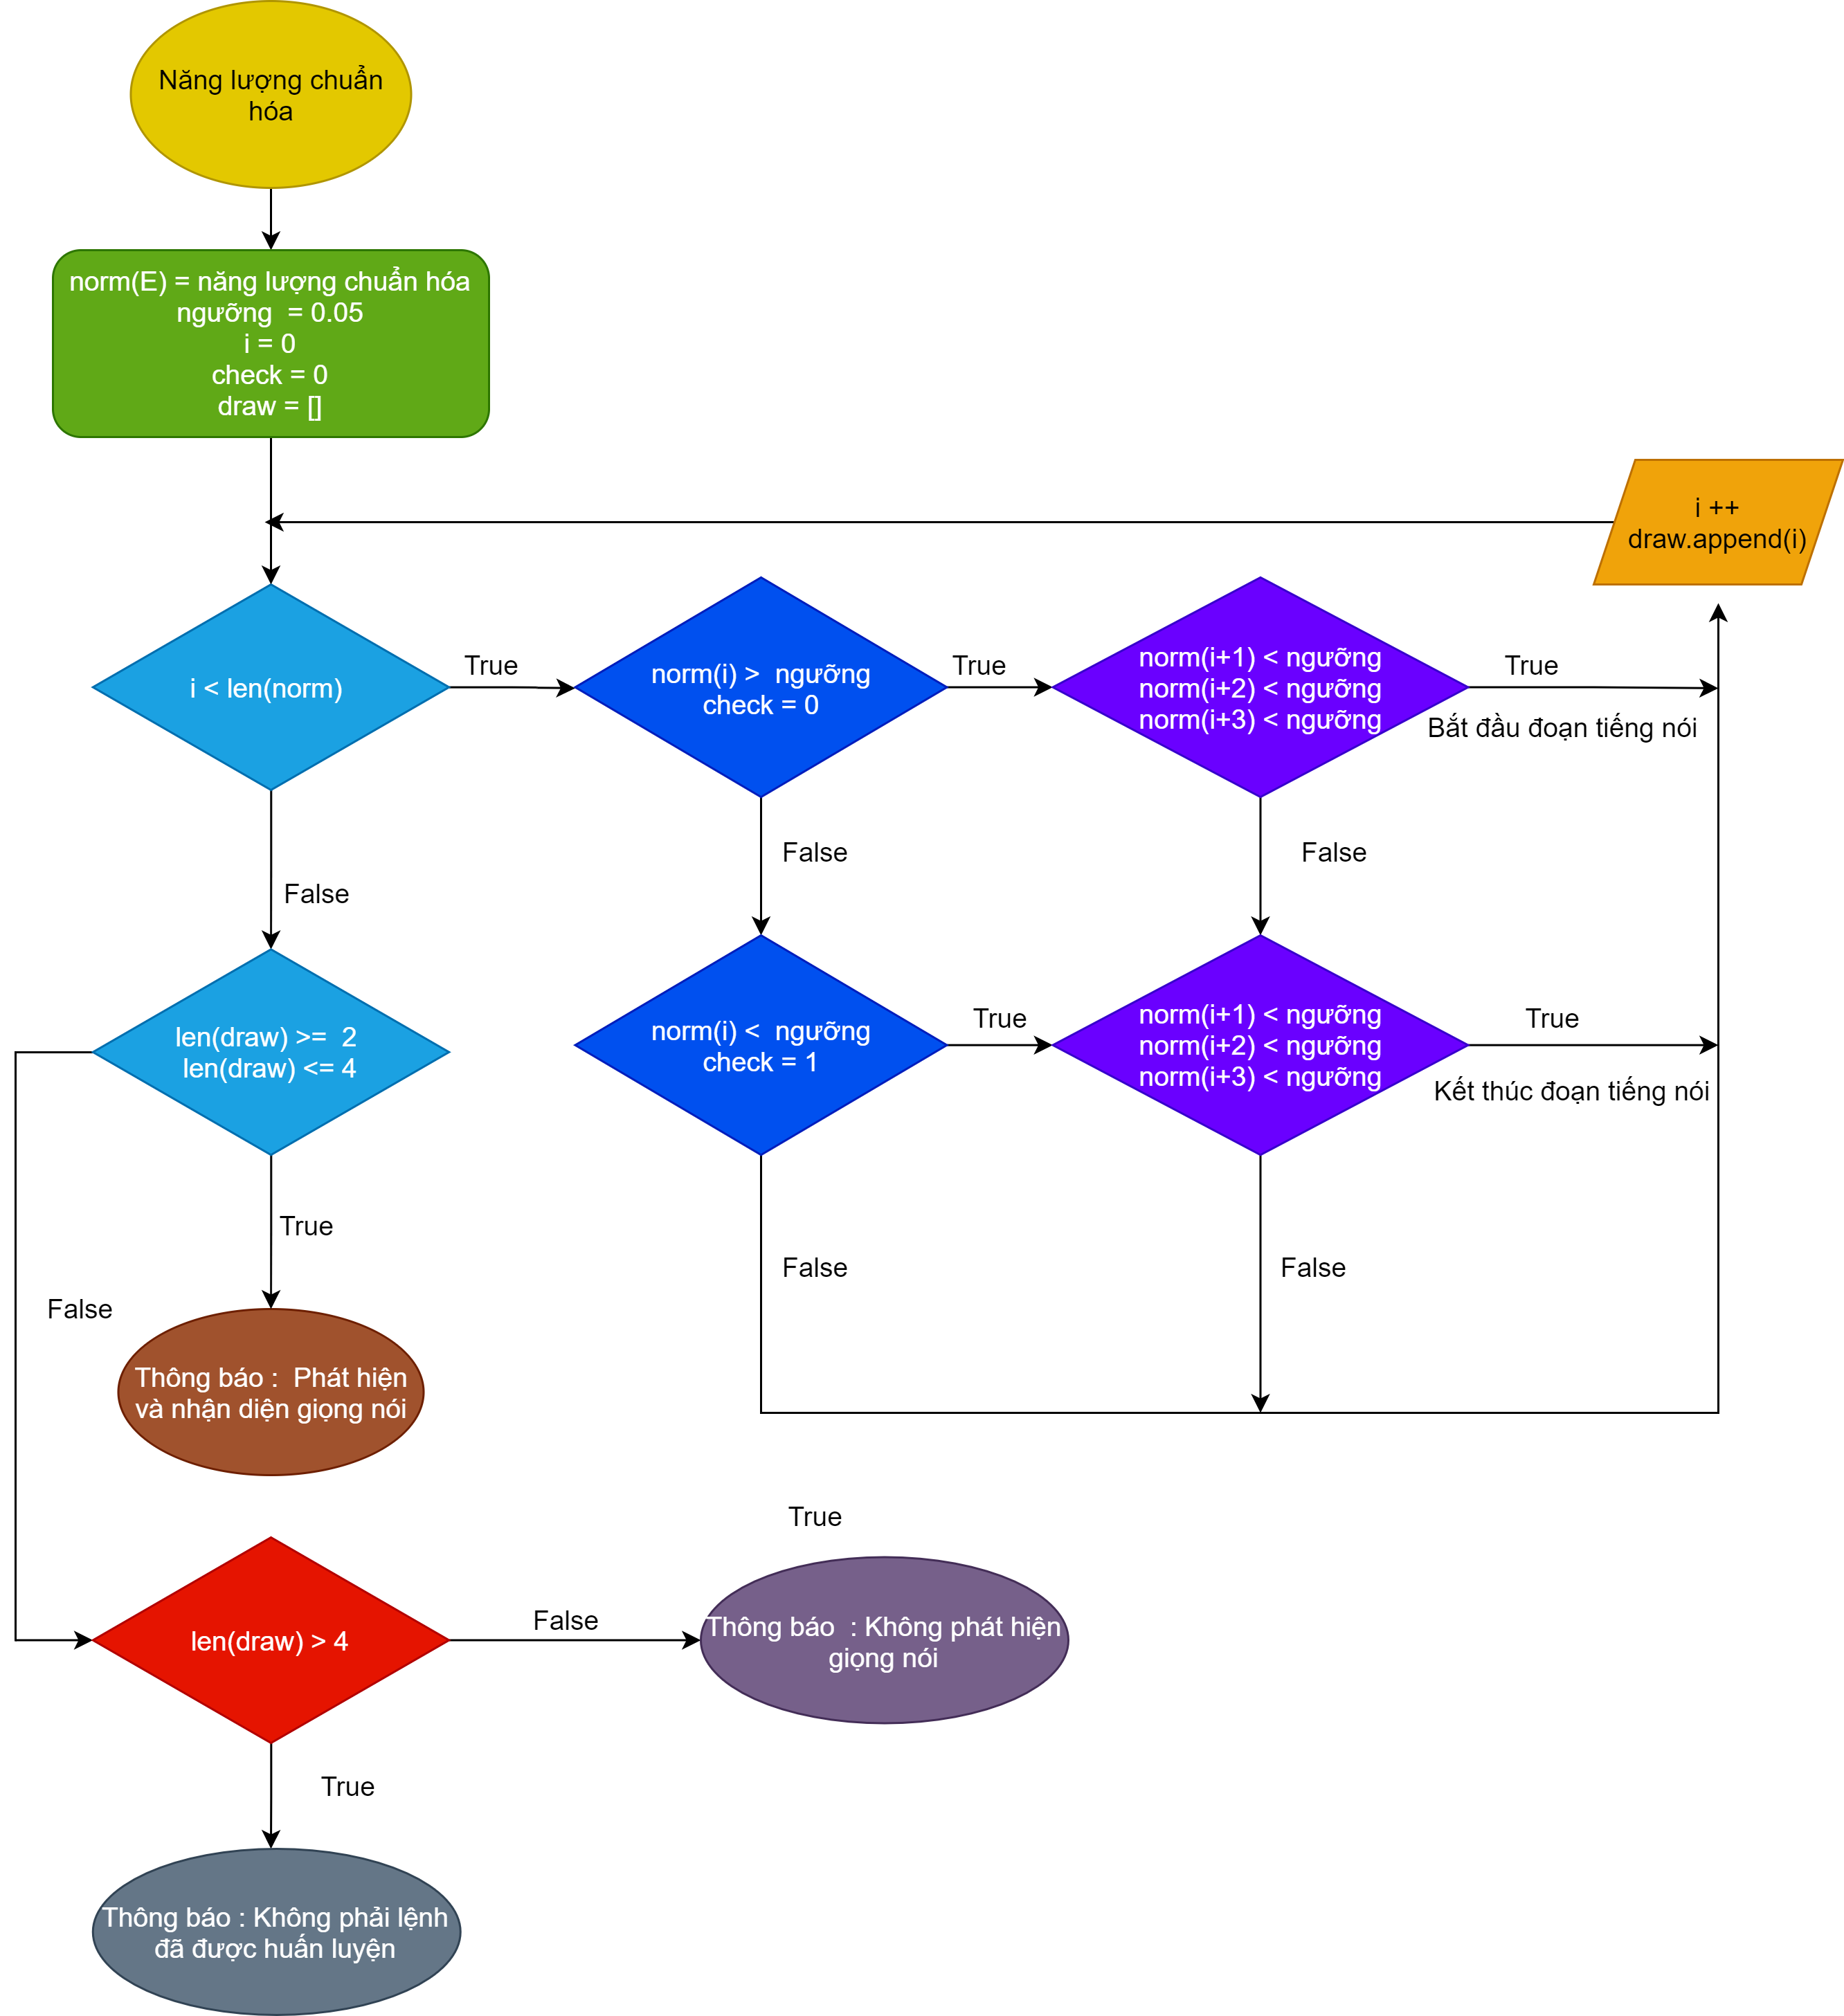 Năng lượng chuẩn
hóa
norm(E) = năng lượng chuẩn hóa
ngưỡng = 0.05
i = 0
check = 0
draw = []
i ++
draw.append(i)
i < len(norm)
True
norm(i) > ngưỡng
check = 0
True
norm(i+1) < ngưỡng
norm(i+2) < ngưỡng
norm(i+3) < ngưỡng
True
Bắt đầu đoạn tiếng nói
False
False
False
len(draw) >= 2
len(draw) <= 4
norm(i) < ngưỡng
check = 1
True
norm(i+1) < ngưỡng
norm(i+2) < ngưỡng
norm(i+3) < ngưỡng
True
Kết thúc đoạn tiếng nói
True
False
False
False
Thông báo : Phát hiện
và nhận diện giọng nói
True
len(draw) > 4
False
Thông báo : Không phát hiện
giọng nói
True
Thông báo : Không phải lệnh
đã được huấn luyện